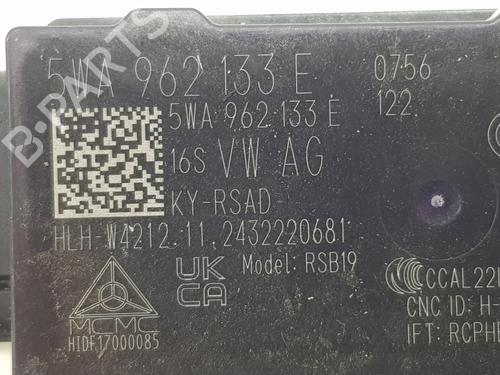 B-PARTS
5WA 962 133 E 0756
5WA 962 133 E 122
16S VW AG
KY-RSAD
HLH-W4212.11.2432220681
UK CA Model: RSB19
MCMC
HIDF17000085
CCAL22
CNC ID: H-
IFT: RCPH